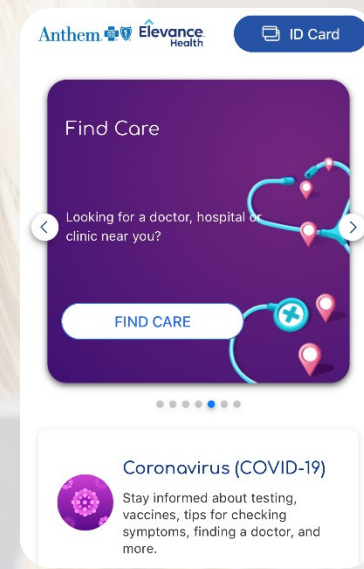 Anthem Elevance Health
ID Card
Find Care
Looking for a doctor, hospital or
clinic near you?
FIND CARE
Coronavirus (COVID-19)
Stay informed about testing,
vaccines, tips for checking
symptoms, finding a doctor, and
more.